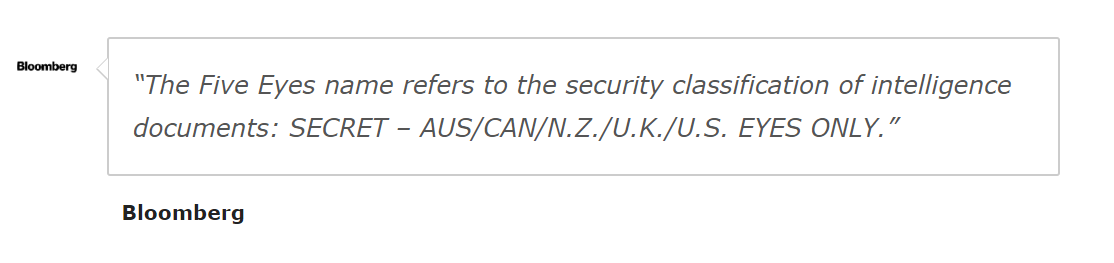 Bloomberg
“The Five Eyes name refers to the security classification of intelligence
documents: SECRET – AUS/CAN/N.Z./U.K./U.S. EYES ONLY.”
Bloomberg